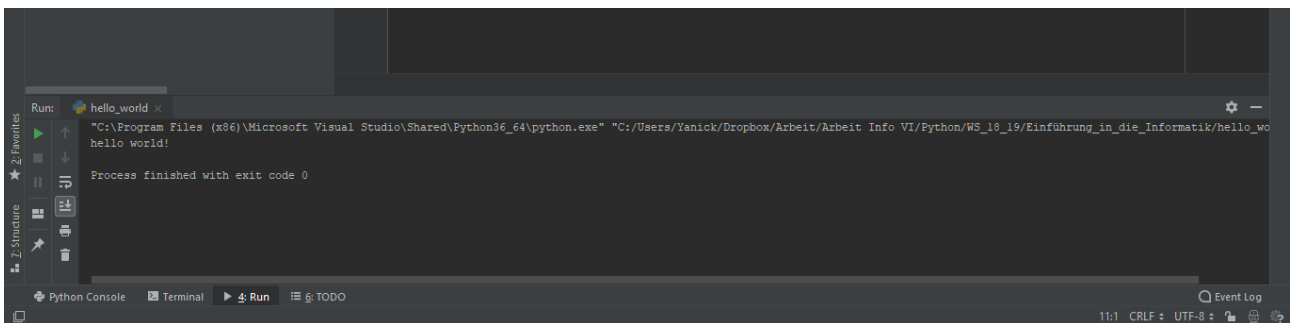 Run: hello_world ×
"C:\Program Files (x86)\Microsoft Visual Studio\Shared\Python36_64\python.exe" "C:/Users/Yanick/Dropbox/Arbeit/Arbeit Info VI/Python/WS_18_19/Einführung_in_die_Informatik/hello_wo
hello world!
Process finished with exit code 0
2: Favorites
7: Structure
Python Console Terminal 4: Run 6: TODO Event Log
11:1 CRLF UTF-8